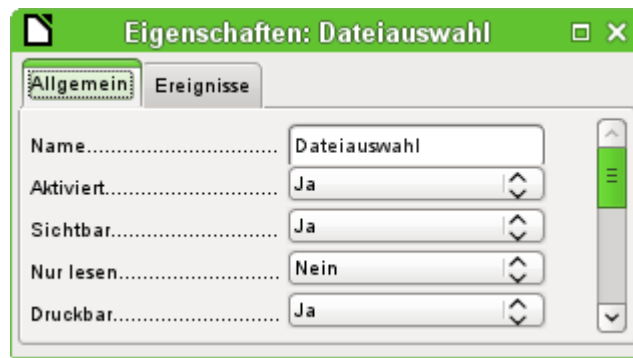 Eigenschaften: Dateiauswahl
Allgemein Ereignisse
Name............................. Dateiauswahl
Aktiviert........................... Ja
Sichtbar.......................... Ja
Nur lesen........................ Nein
Druckbar......................... Ja